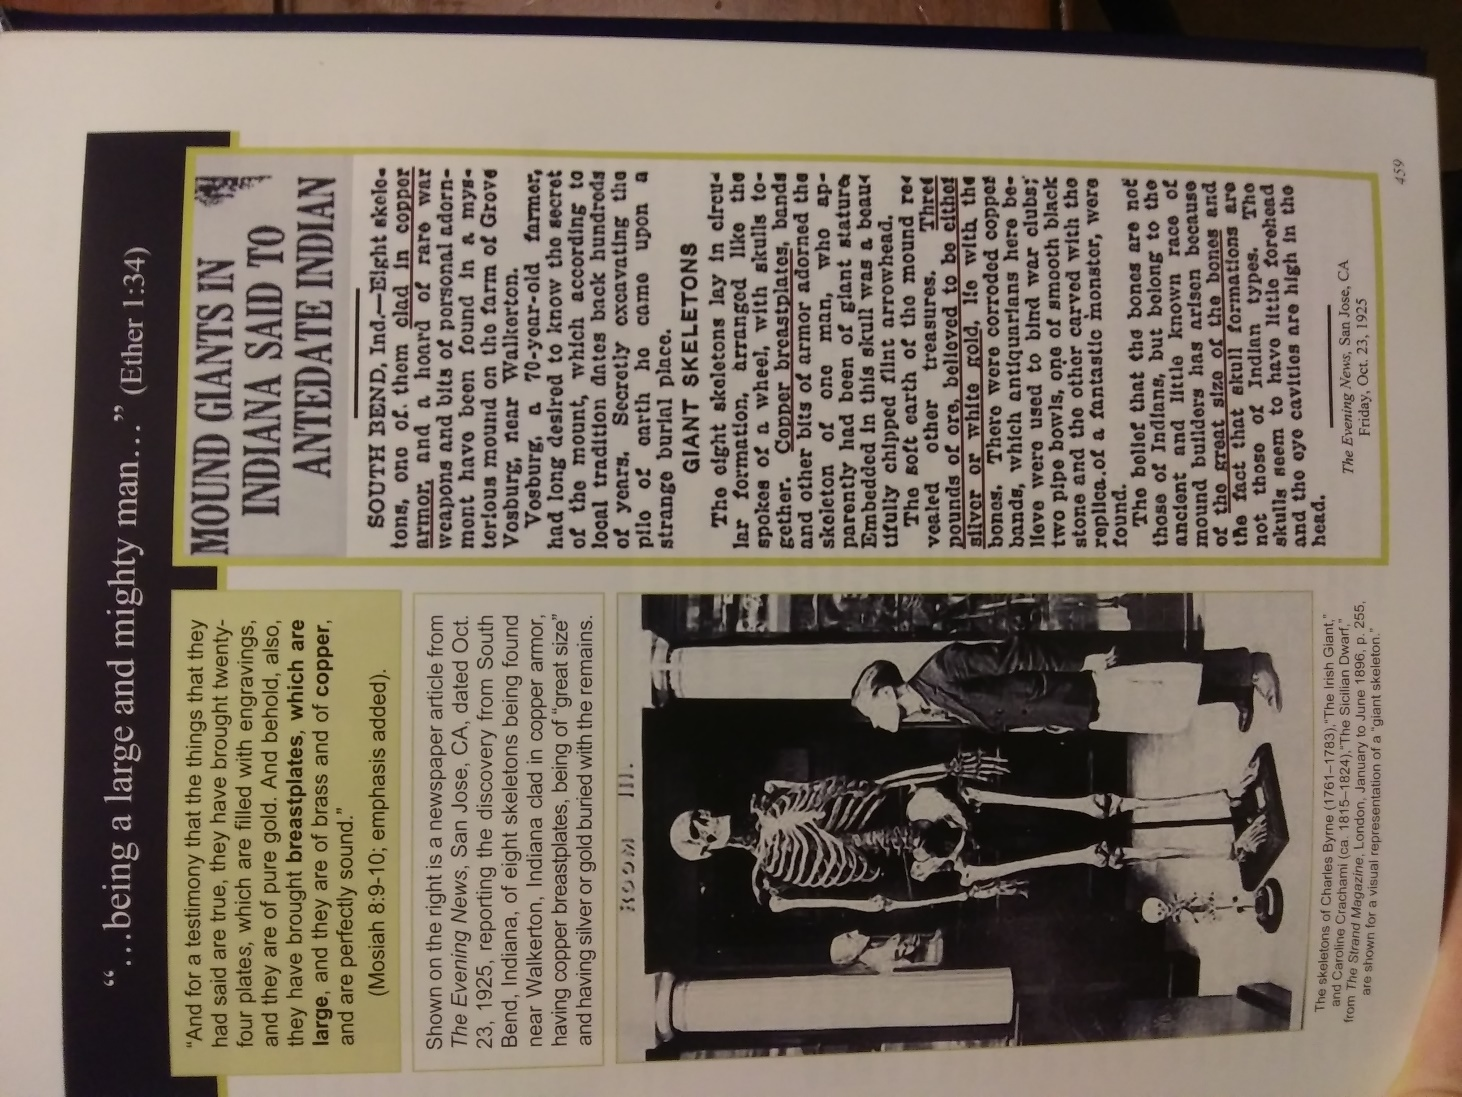 “…being a large and mighty man…” (Ether 1:34)
“And for a testimony that the things that they
had said are true, they have brought twenty-
four plates, which are filled with engravings,
and they are of pure gold. And behold, also,
they have brought breastplates, which are
large, and they are of brass and of copper,
and are perfectly sound.”
(Mosiah 8:9-10; emphasis added).
Shown on the right is a newspaper article from
The Evening News, San Jose, CA, dated Oct.
23, 1925, reporting the discovery from South
Bend, Indiana, of eight skeletons being found
near Walkerton, Indiana clad in copper armor,
having copper breastplates, being of “great size”
and having silver or gold buried with the remains.
ROOM III.
The skeletons of Charles Byrne (1761–1783),“The Irish Giant,”
and Caroline Crachami (ca. 1815–1824),“The Sicilian Dwarf,”
from The Strand Magazine, London, January to June 1896, p. 255,
are shown for a visual representation of a “giant skeleton.”
MOUND GIANTS IN
INDIANA SAID TO
ANTEDATE INDIAN
SOUTH BEND, Ind.—Eight skele-
tons, one of them clad in copper
armor, and a hoard of rare war
weapons and bits of personal adorn-
ment have been found in a mys-
terious mound on the farm of Grove
Vosburg, near Walkerton.
Vosburg, a 70-year-old farmer,
had long desired to know the secret
of the mount, which according to
local tradition dates back hundreds
of years. Secretly excavating the
pile of earth he came upon a
strange burial place.
GIANT SKELETONS
The eight skeletons lay in circu-
lar formation, arranged like the
spokes of a wheel, with skulls to-
gether. Copper breastplates, bands
and other bits of armor adorned the
skeleton of one man, who ap-
parently had been of giant stature.
Embedded in this skull was a beau-
tifully chipped flint arrowhead.
The soft earth of the mound re-
vealed other treasures. Three
pounds of ore, believed to be either
silver or white gold, lie with the
bones. There were corroded copper
bands, which antiquarians here be-
lieve were used to bind war clubs;
two pipe bowls, one of smooth black
stone and the other carved with the
replica of a fantastic monster, were
found.
The belief that the bones are not
those of Indians, but belong to the
ancient and little known race of
mound builders has arisen because
of the great size of the bones and
the fact that skull formations are
not those of Indian types. The
skulls seem to have little forehead
and the eye cavities are high in the
head.
The Evening News, San Jose, CA
Friday, Oct. 23, 1925
459